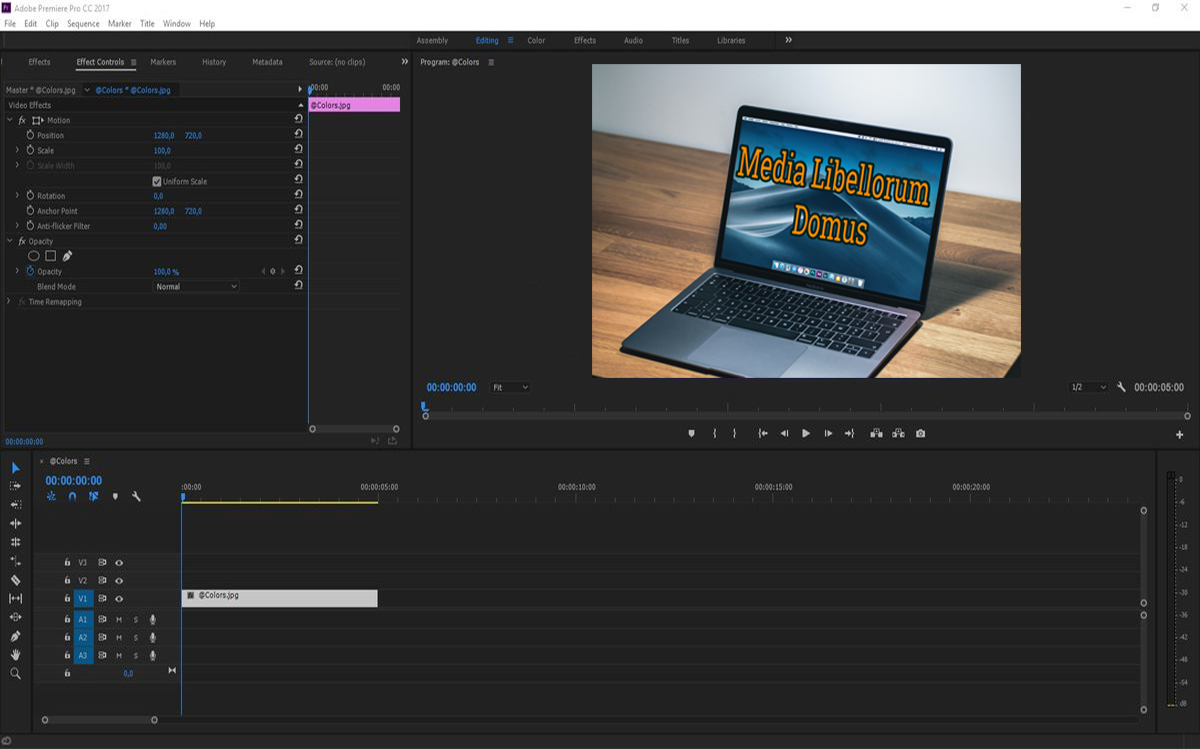 Adobe Premiere Pro CC 2017
File Edit Clip Sequence Marker Title Window Help
Assembly Editing Color Effects Audio Titles Libraries
Effects Effect Controls Markers History Metadata Source: (no clips)
Program: @Colors
Master * @Colors.jpg @Colors * @Colors.jpg
00:00 00:00
Video Effects
@Colors.jpg
fx Motion
Position 1280,0 720,0
Scale 100,0
Scale Width 100,0
Uniform Scale
Rotation 0,0
Anchor Point 1280,0 720,0
Anti-flicker Filter 0,00
fx Opacity
Opacity 100,0 %
Blend Mode Normal
fx Time Remapping
00:00:00:00
Media Libellorum
Domus
00:00:00:00 Fit 1/2 00:00:05:00
@Colors
00:00:00:00
:00:00 00:00:05:00 00:00:10:00 00:00:15:00 00:00:20:00
V3
V2
V1 @Colors.jpg
A1 M S
A2 M S
A3 M S
0,0
0
-6
-12
-18
-24
-30
-36
-42
-48
-54
dB